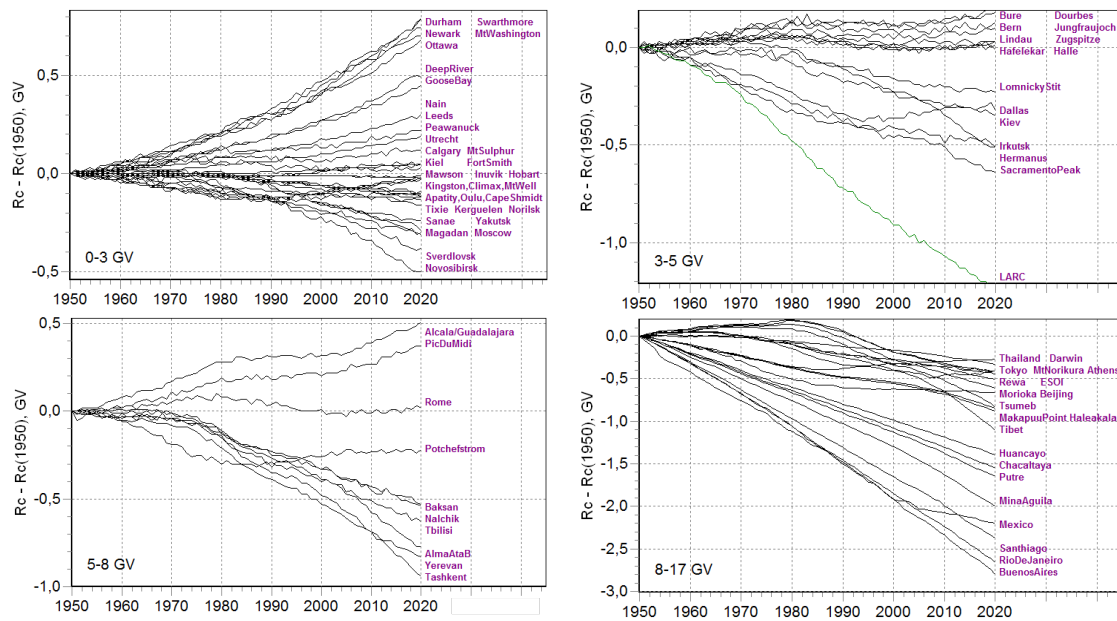 Rc - Rc(1950), GV
0,5
0,0
-0,5
1950 1960 1970 1980 1990 2000 2010 2020
0-3 GV
Durham Swarthmore
Newark MtWashington
Ottawa
DeepRiver
GooseBay
Nain
Leeds
Peawanuck
Utrecht
Calgary MtSulphur
Kiel FortSmith
Mawson Inuvik Hobart
Kingston,Climax,MtWell
Apatity,Oulu,CapeShmidt
Tixie Kerguelen Norilsk
Sanae Yakutsk
Magadan Moscow
Sverdlovsk
Novosibirsk
Rc - Rc(1950), GV
0,0
-0,5
-1,0
1950 1960 1970 1980 1990 2000 2010 2020
3-5 GV
Bure Dourbes
Bern Jungfraujoch
Lindau Zugspitze
Hafelekar Halle
LomnickyStit
Dallas
Kiev
Irkutsk
Hermanus
SacramentoPeak
LARC
Rc - Rc(1950), GV
0,5
0,0
-0,5
-1,0
1950 1960 1970 1980 1990 2000 2010 2020
5-8 GV
Alcala/Guadalajara
PicDuMidi
Rome
Potchefstrom
Baksan
Nalchik
Tbilisi
AlmaAtaB
Yerevan
Tashkent
Rc - Rc(1950), GV
0,0
-0,5
-1,0
-1,5
-2,0
-2,5
-3,0
1950 1960 1970 1980 1990 2000 2010 2020
8-17 GV
Thailand Darwin
Tokyo MtNorikura Athens
Rewa ESOI
Morioka Beijing
Tsumeb
MakapuuPoint Haleakala
Tibet
Huancayo
Chacaltaya
Putre
MinaAguila
Mexico
Santhiago
RioDeJaneiro
BuenosAires